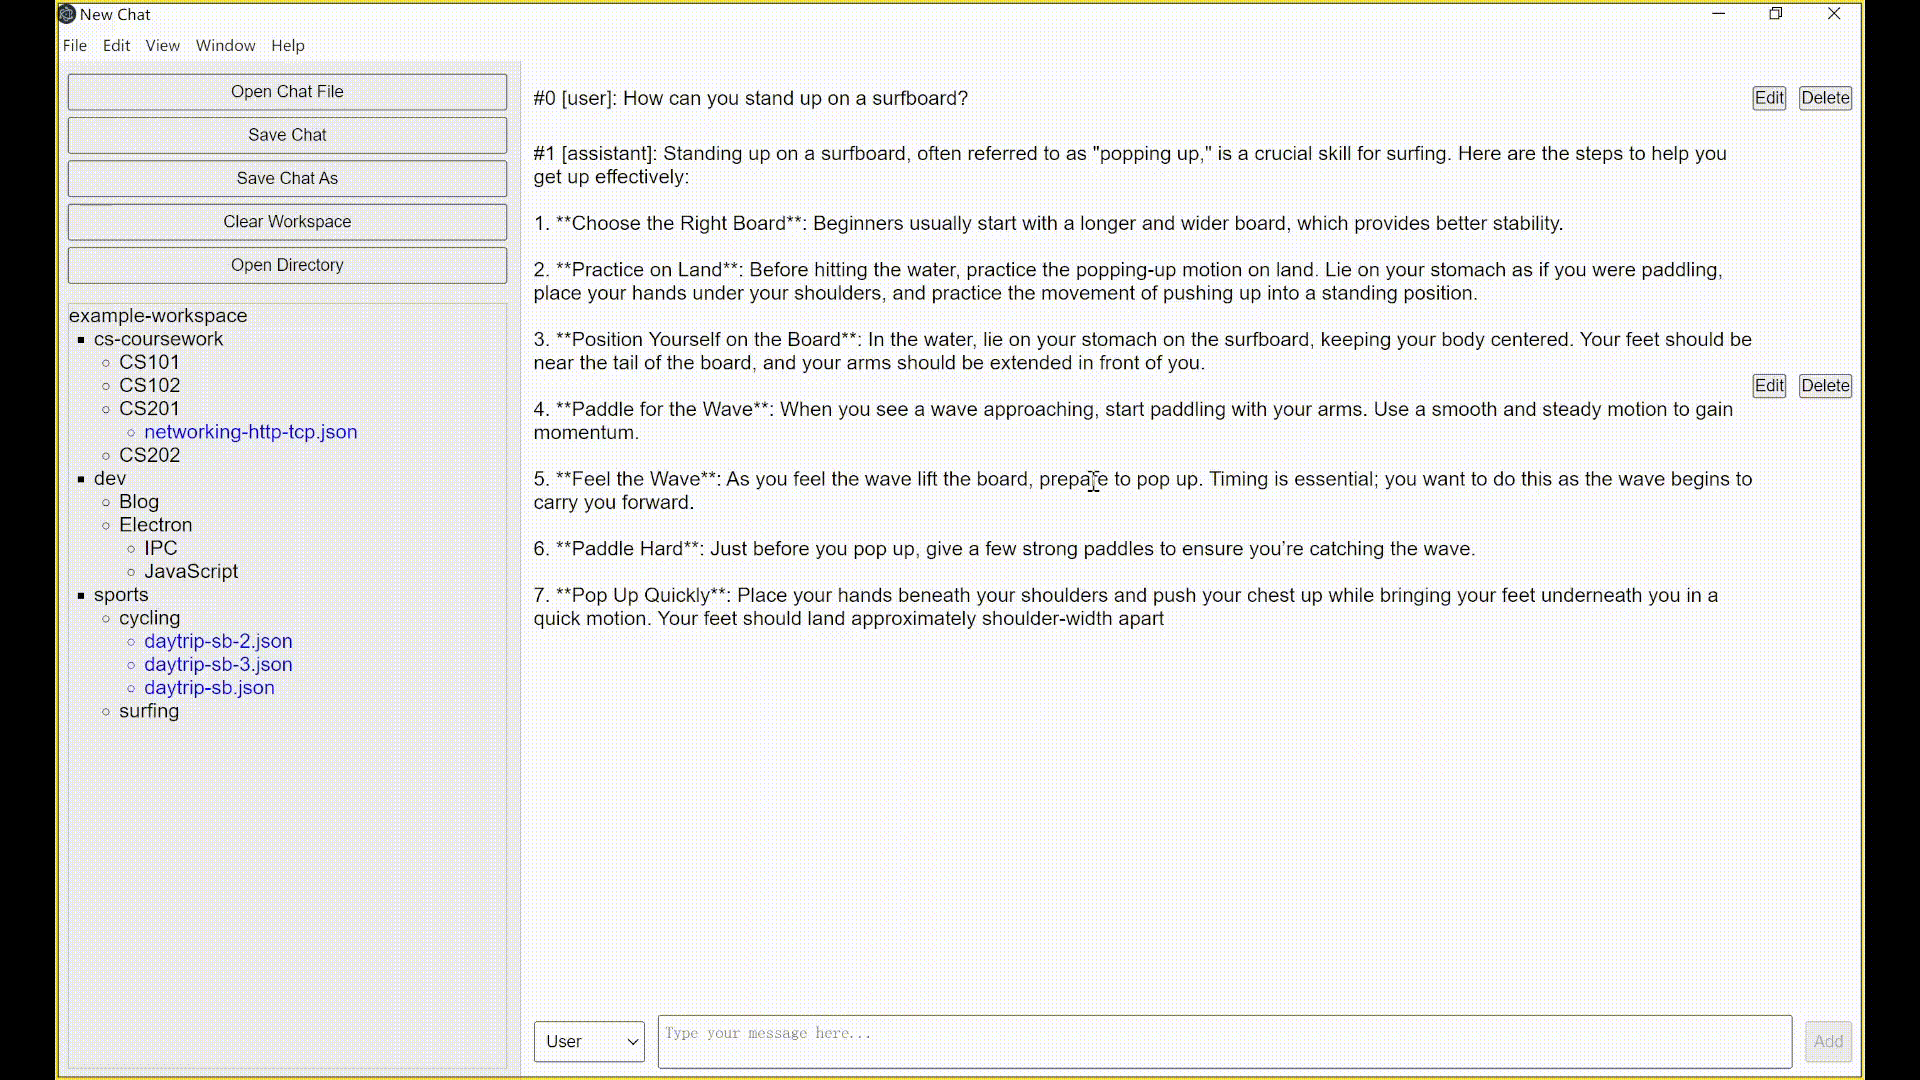 New Chat
File Edit View Window Help
Open Chat File
Save Chat
Save Chat As
Clear Workspace
Open Directory
example-workspace
cs-coursework
CS101
CS102
CS201
networking-http-tcp.json
CS202
dev
Blog
Electron
IPC
JavaScript
sports
cycling
daytrip-sb-2.json
daytrip-sb-3.json
daytrip-sb.json
surfing
#0 [user]: How can you stand up on a surfboard?
Edit Delete
#1 [assistant]: Standing up on a surfboard, often referred to as "popping up," is a crucial skill for surfing. Here are the steps to help you
get up effectively:
1. **Choose the Right Board**: Beginners usually start with a longer and wider board, which provides better stability.
2. **Practice on Land**: Before hitting the water, practice the popping-up motion on land. Lie on your stomach as if you were paddling,
place your hands under your shoulders, and practice the movement of pushing up into a standing position.
3. **Position Yourself on the Board**: In the water, lie on your stomach on the surfboard, keeping your body centered. Your feet should be
near the tail of the board, and your arms should be extended in front of you.
Edit Delete
4. **Paddle for the Wave**: When you see a wave approaching, start paddling with your arms. Use a smooth and steady motion to gain
momentum.
5. **Feel the Wave**: As you feel the wave lift the board, prepare to pop up. Timing is essential; you want to do this as the wave begins to
carry you forward.
6. **Paddle Hard**: Just before you pop up, give a few strong paddles to ensure you're catching the wave.
7. **Pop Up Quickly**: Place your hands beneath your shoulders and push your chest up while bringing your feet underneath you in a
quick motion. Your feet should land approximately shoulder-width apart
User
Type your message here...
Add